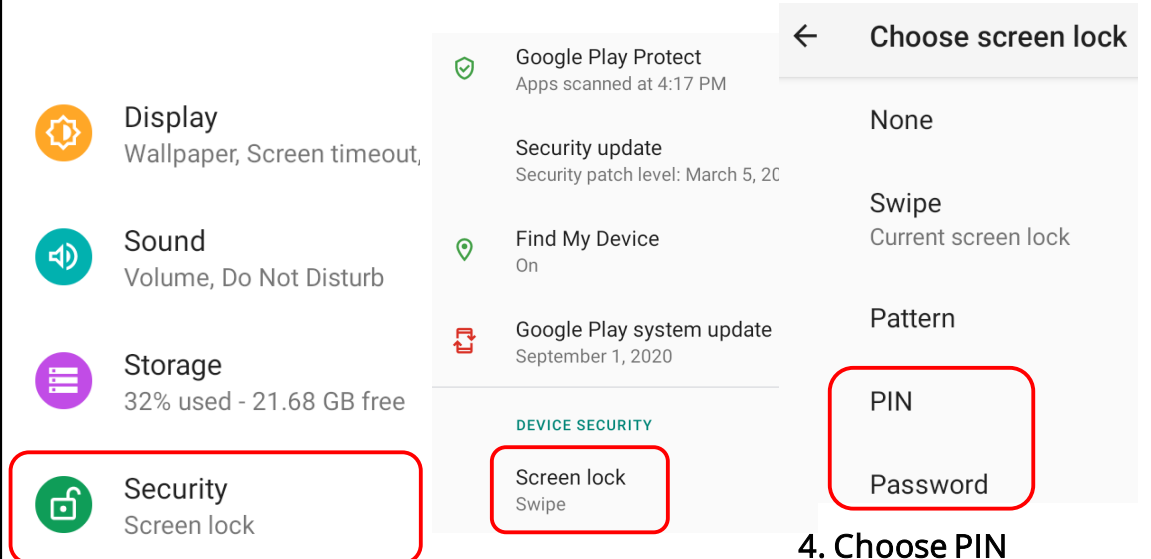 Display
Wallpaper, Screen timeout,
Sound
Volume, Do Not Disturb
Storage
32% used - 21.68 GB free
Security
Screen lock
Google Play Protect
Apps scanned at 4:17 PM
Security update
Security patch level: March 5, 20
Find My Device
On
Google Play system update
September 1, 2020
DEVICE SECURITY
Screen lock
Swipe
Choose screen lock
None
Swipe
Current screen lock
Pattern
PIN
Password
4. Choose PIN